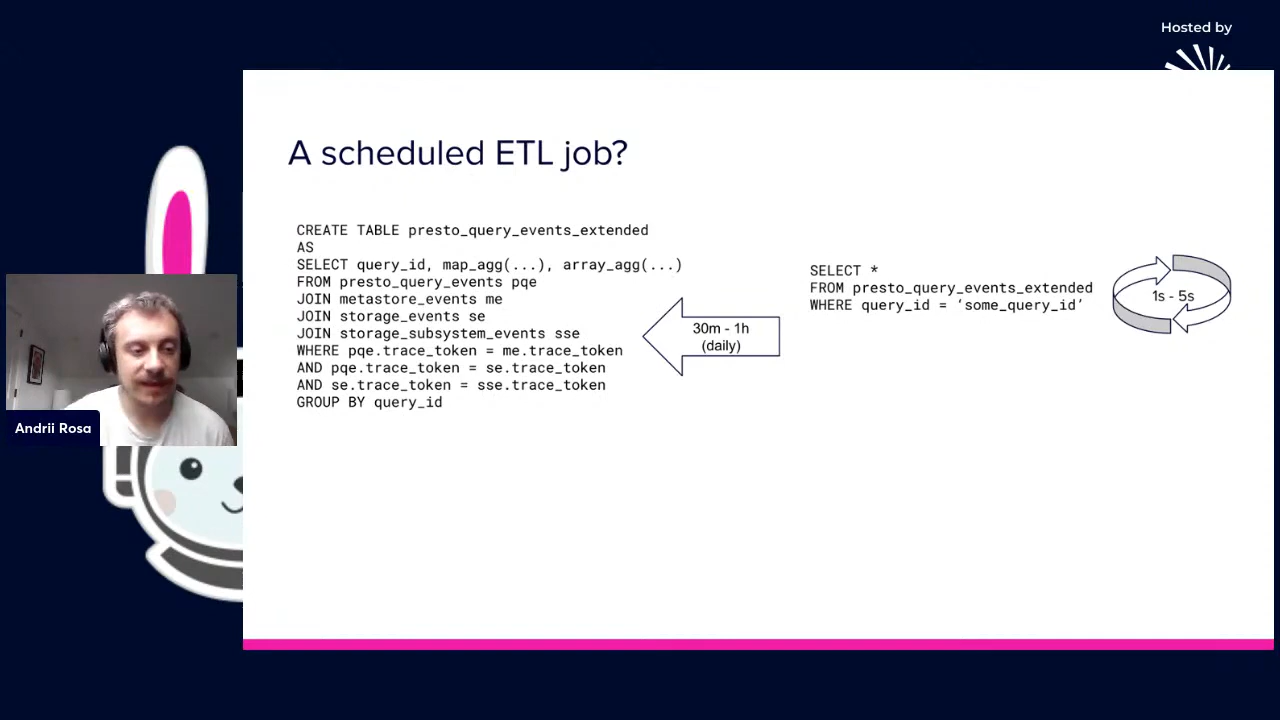 Hosted by
A scheduled ETL job?
CREATE TABLE presto_query_events_extended
AS
SELECT query_id, map_agg(...), array_agg(...)
FROM presto_query_events pqe
JOIN metastore_events me
JOIN storage_events se
JOIN storage_subsystem_events sse
WHERE pqe.trace_token = me.trace_token
AND pqe.trace_token = se.trace_token
AND se.trace_token = sse.trace_token
GROUP BY query_id
30m - 1h
(daily)
SELECT *
FROM presto_query_events_extended
WHERE query_id = ‘some_query_id’
1s - 5s
Andrii Rosa